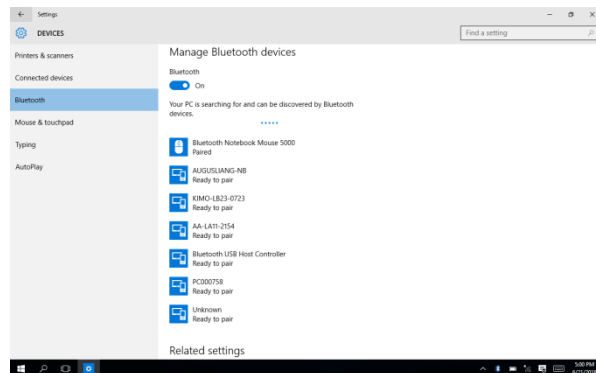 Settings
DEVICES
Find a setting
Printers & scanners
Connected devices
Bluetooth
Mouse & touchpad
Typing
AutoPlay
Manage Bluetooth devices
Bluetooth
On
Your PC is searching for and can be discovered by Bluetooth
devices.
Bluetooth Notebook Mouse 5000
Paired
AUGUSLIANG-NB
Ready to pair
KIMO-LB23-0723
Ready to pair
AA-LA11-2154
Ready to pair
Bluetooth USB Host Controller
Ready to pair
PC000758
Ready to pair
Unknown
Ready to pair
Related settings
5:00 PM